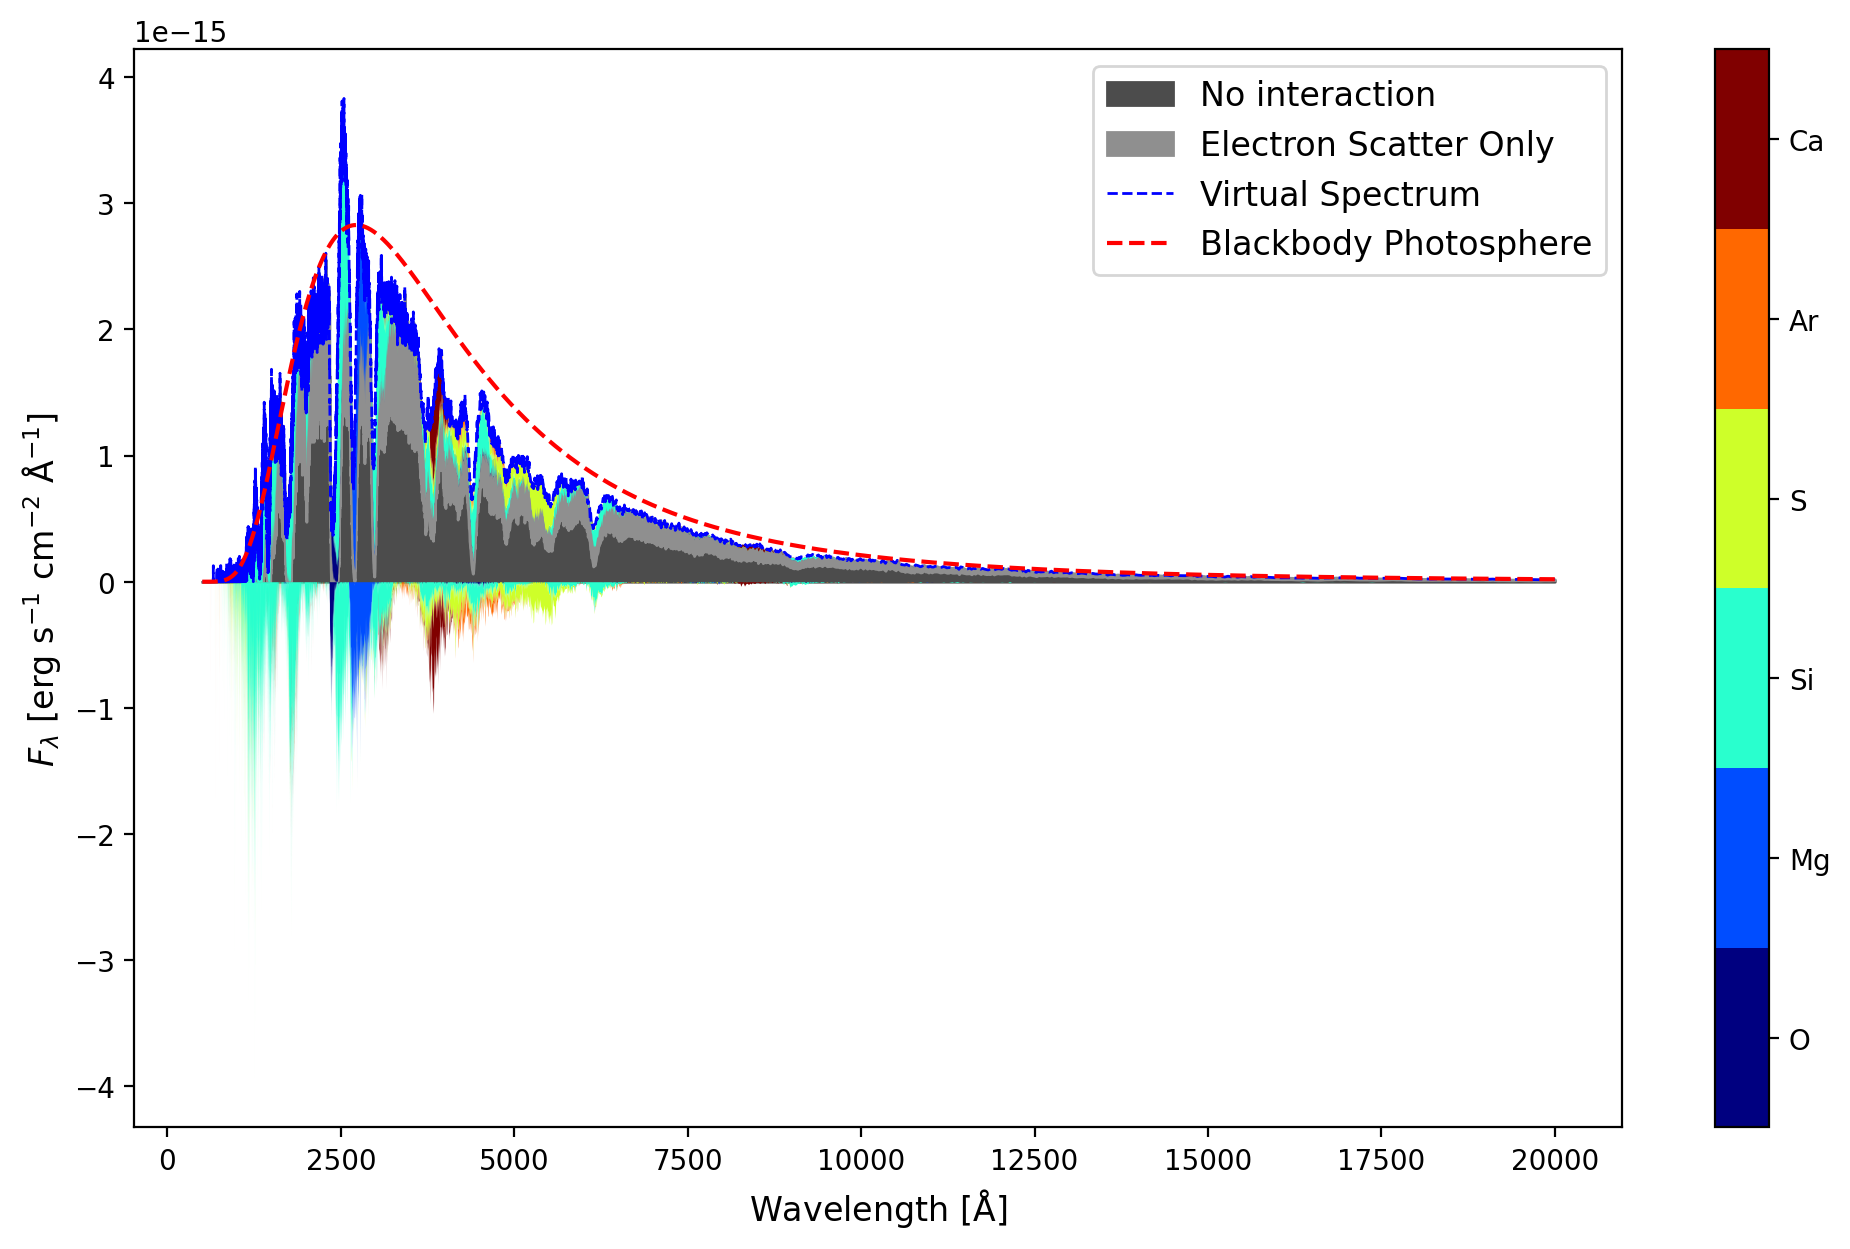 1e−15
4
3
2
1
0
−1
−2
−3
−4
F_λ [erg s⁻¹ cm⁻² Å⁻¹]
0 2500 5000 7500 10000 12500 15000 17500 20000
Wavelength [Å]
No interaction
Electron Scatter Only
Virtual Spectrum
Blackbody Photosphere
Ca
Ar
S
Si
Mg
O